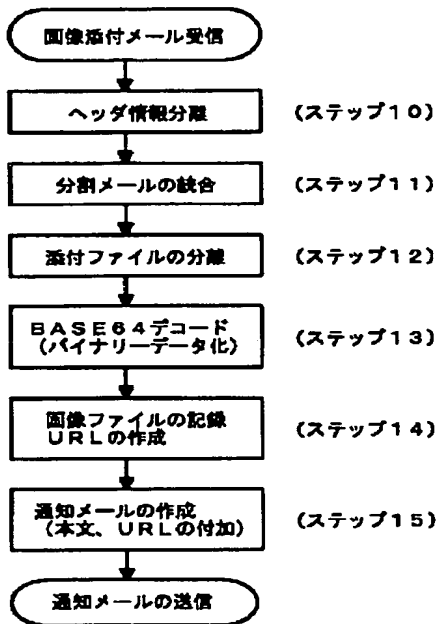 画像添付メール受信
ヘッダ情報分離 (ステップ10)
分割メールの統合 (ステップ11)
添付ファイルの分離 (ステップ12)
BASE64デコード
(バイナリーデータ化) (ステップ13)
画像ファイルの記録
URLの作成 (ステップ14)
通知メールの作成
(本文、URLの付加) (ステップ15)
通知メールの送信